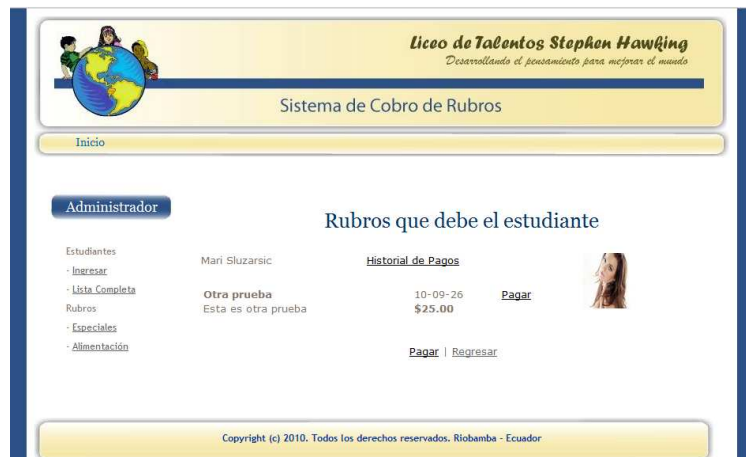 Liceo de Talentos Stephen Hawking
Desarrollando el pensamiento para mejorar el mundo
Sistema de Cobro de Rubros
Inicio
Administrador
Rubros que debe el estudiante
Estudiantes
- Ingresar
- Lista Completa
Rubros
- Especiales
- Alimentación
Mari Sluzarsic Historial de Pagos
Otra prueba 10-09-26 Pagar
Esta es otra prueba $25.00
Pagar | Regresar
Copyright (c) 2010. Todos los derechos reservados. Riobamba - Ecuador